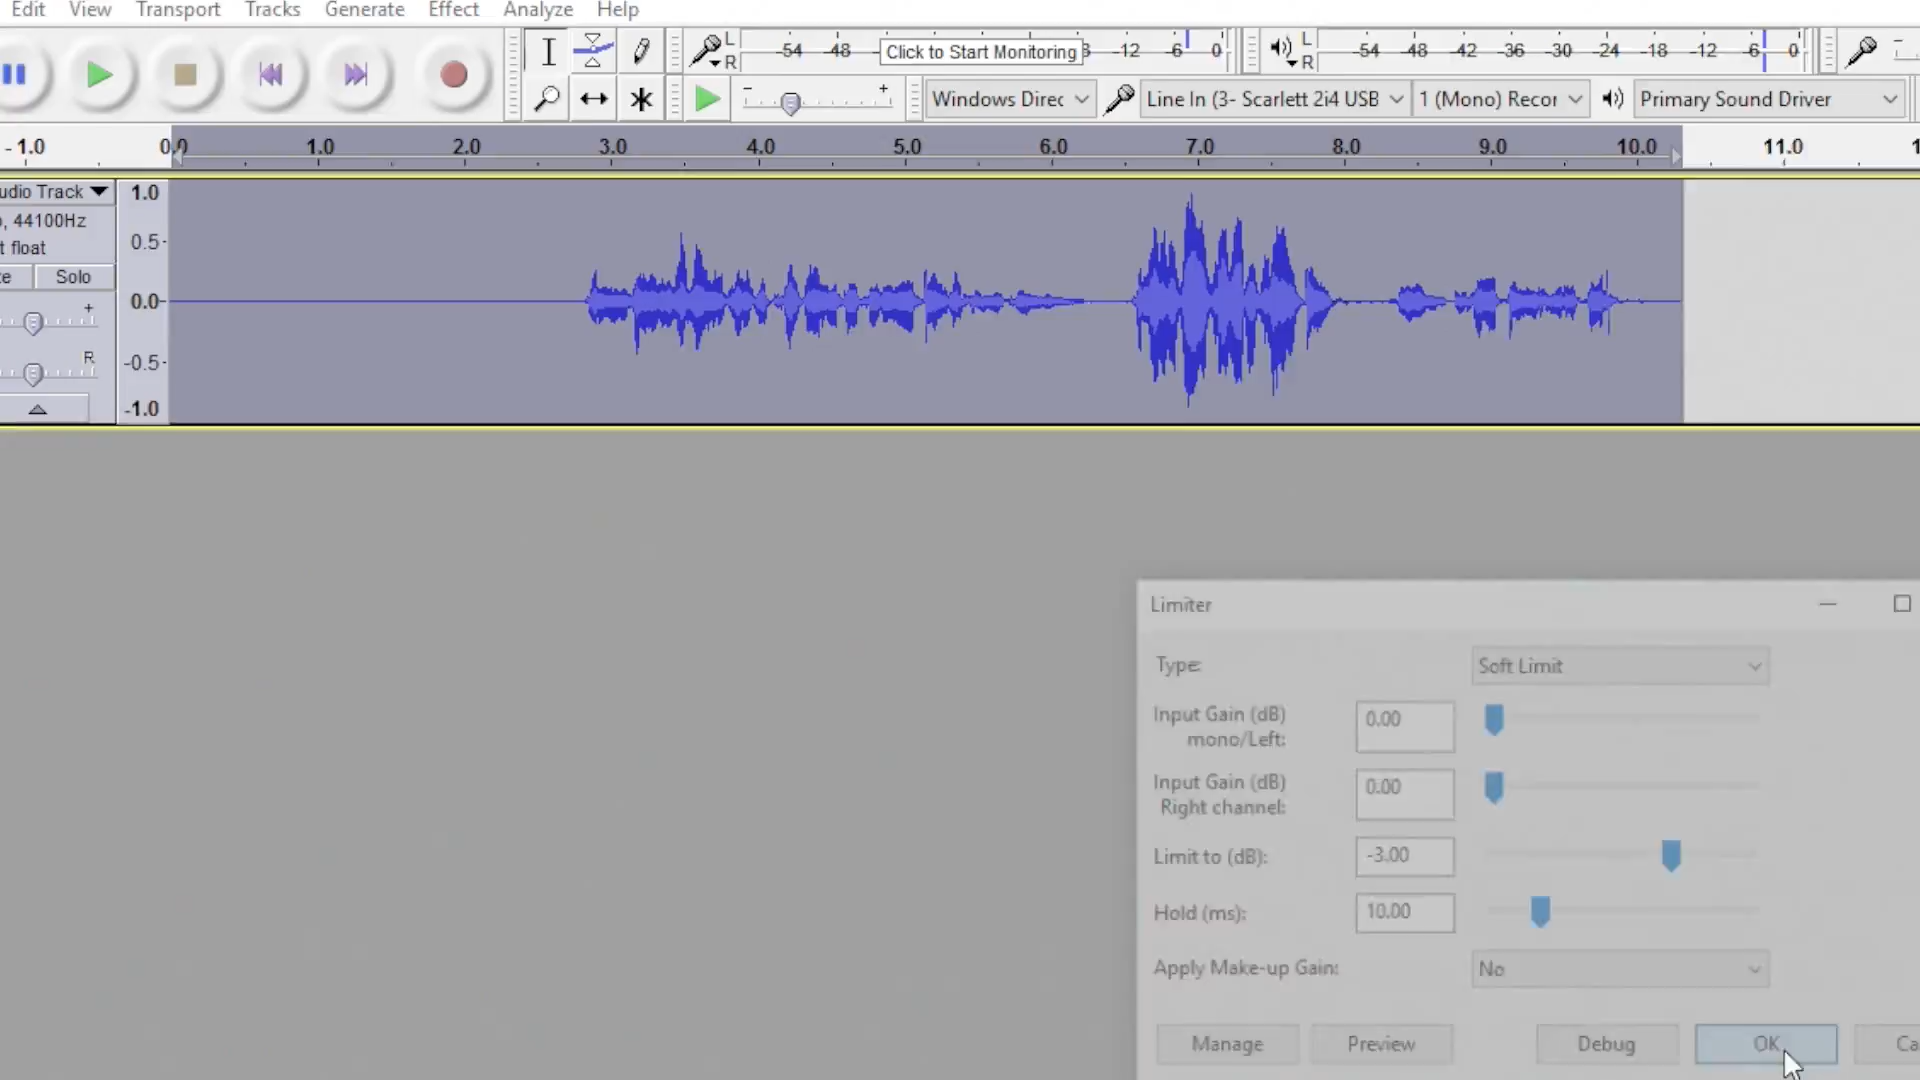 Edit View Transport Tracks Generate Effect Analyze Help
L -54 -48 Click to Start Monitoring -12 -6 0 L -54 -48 -42 -36 -30 -24 -18 -12 -6 0
R R
- + Windows Direc Line In (3- Scarlett 2i4 USB 1 (Mono) Recor Primary Sound Driver
-1.0 0.0 1.0 2.0 3.0 4.0 5.0 6.0 7.0 8.0 9.0 10.0 11.0
udio Track 1.0
, 44100Hz 0.5
t float
te Solo
0.0
+
R -0.5
-1.0
Limiter
Type: Soft Limit
Input Gain (dB) 0.00
mono/Left:
Input Gain (dB) 0.00
Right channel:
Limit to (dB): -3.00
Hold (ms): 10.00
Apply Make-up Gain: No
Manage Preview Debug OK Ca